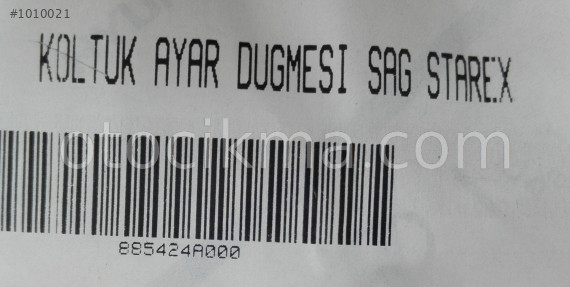 #1010021
KOLTUK AYAR DUGMESI SAG STAREX
otocikma.com
885424A000